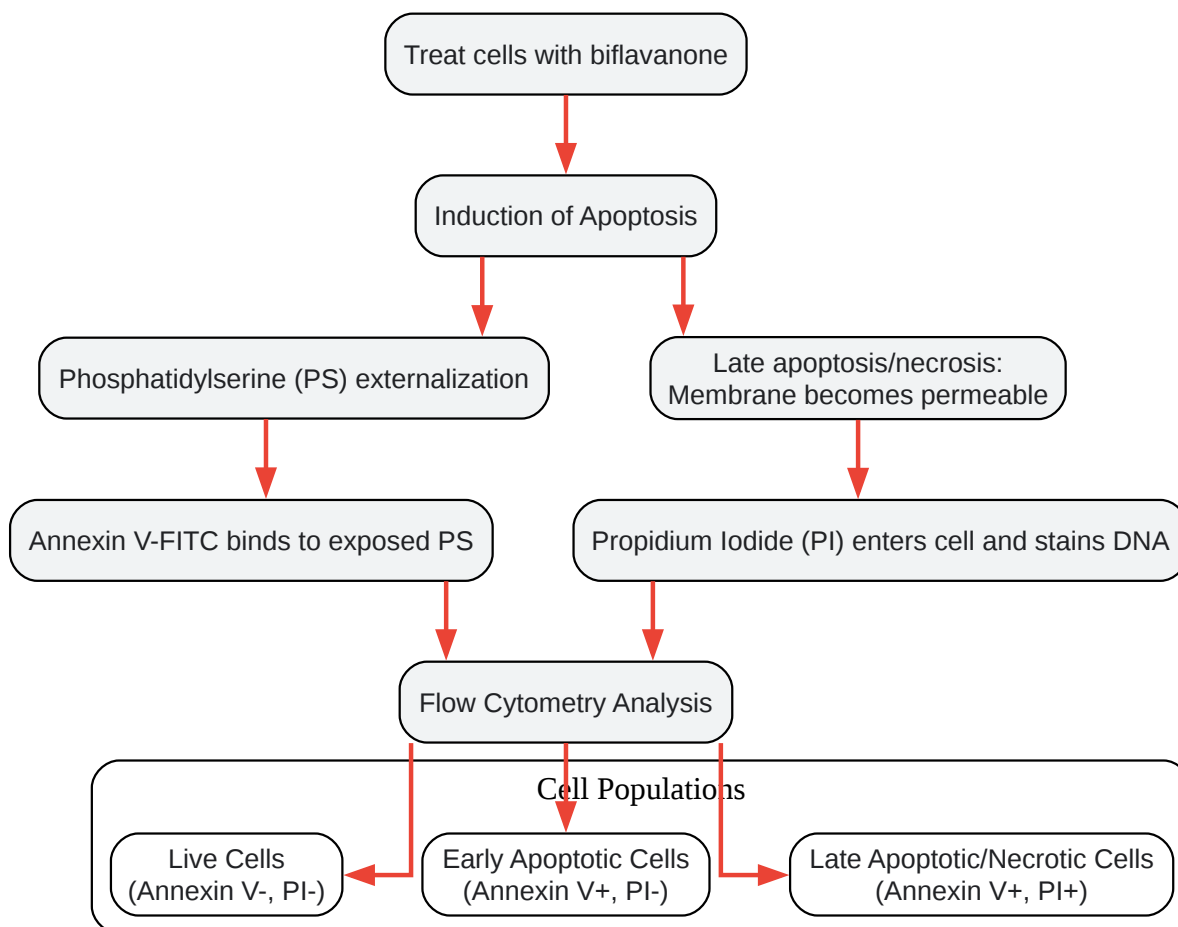 Treat cells with biflavanone
Induction of Apoptosis
Phosphatidylserine (PS) externalization
Late apoptosis/necrosis:
Membrane becomes permeable
Annexin V-FITC binds to exposed PS
Propidium Iodide (PI) enters cell and stains DNA
Flow Cytometry Analysis
Cell Populations
Live Cells
(Annexin V-, PI-)
Early Apoptotic Cells
(Annexin V+, PI-)
Late Apoptotic/Necrotic Cells
(Annexin V+, PI+)